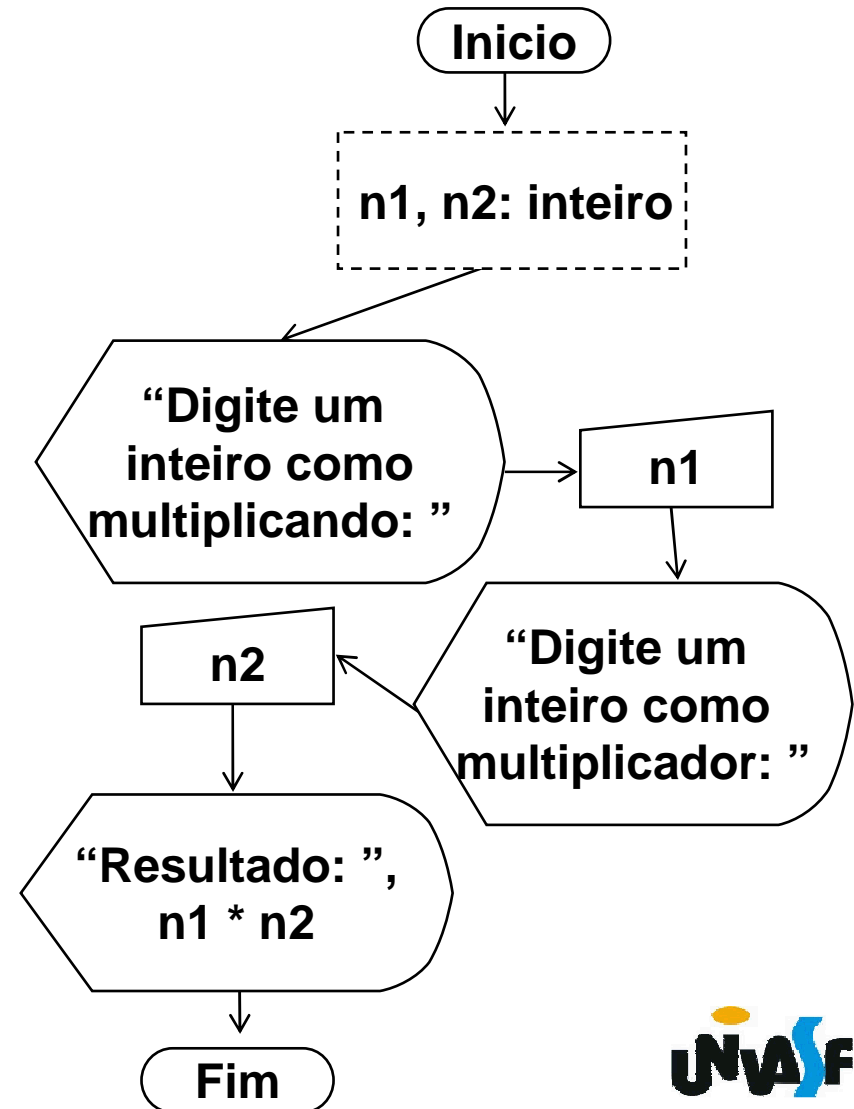 Inicio
n1, n2: inteiro
“Digite um
inteiro como
multiplicando: ”
n1
“Digite um
inteiro como
multiplicador: ”
n2
“Resultado: ”,
n1 * n2
Fim
UNIVASF